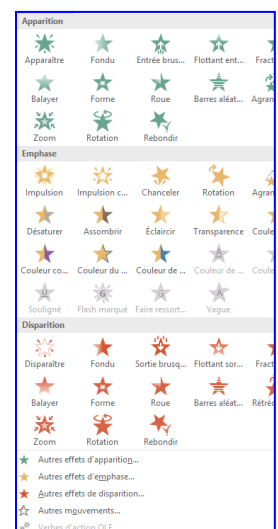 Apparition
Apparaître Fondu Entrée brus... Flottant ent... Fract
Balayer Forme Roue Barres aléat... Agran
Zoom Rotation Rebondir
Emphase
Impulsion Impulsion c... Chanceler Rotation Agran
Désaturer Assombrir Éclaircir Transparence Coule
Couleur co... Couleur du ... Couleur de ... Couleur de ... Coule
Souligné Flash marqué Faire ressort... Vague
Disparition
Disparaître Fondu Sortie brusq... Flottant sor... Fract
Balayer Forme Roue Barres aléat... Rétréc
Zoom Rotation Rebondir
Autres effets d'apparition...
Autres effets d'emphase...
Autres effets de disparition...
Autres mouvements...
Verbes d'action OLE